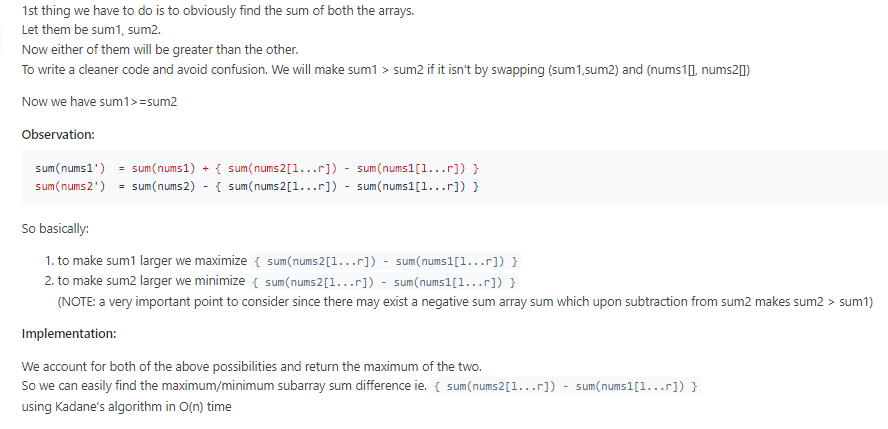 1st thing we have to do is to obviously find the sum of both the arrays.
Let them be sum1, sum2.
Now either of them will be greater than the other.
To write a cleaner code and avoid confusion. We will make sum1 > sum2 if it isn't by swapping (sum1,sum2) and (nums1[], nums2[])
Now we have sum1>=sum2
Observation:
sum(nums1') = sum(nums1) + { sum(nums2[l...r]) - sum(nums1[l...r]) }
sum(nums2') = sum(nums2) - { sum(nums2[l...r]) - sum(nums1[l...r]) }
So basically:
1. to make sum1 larger we maximize { sum(nums2[l...r]) - sum(nums1[l...r]) }
2. to make sum2 larger we minimize { sum(nums2[l...r]) - sum(nums1[l...r]) }
(NOTE: a very important point to consider since there may exist a negative sum array sum which upon subtraction from sum2 makes sum2 > sum1)
Implementation:
We account for both of the above possibilities and return the maximum of the two.
So we can easily find the maximum/minimum subarray sum difference ie. { sum(nums2[l...r]) - sum(nums1[l...r]) }
using Kadane's algorithm in O(n) time